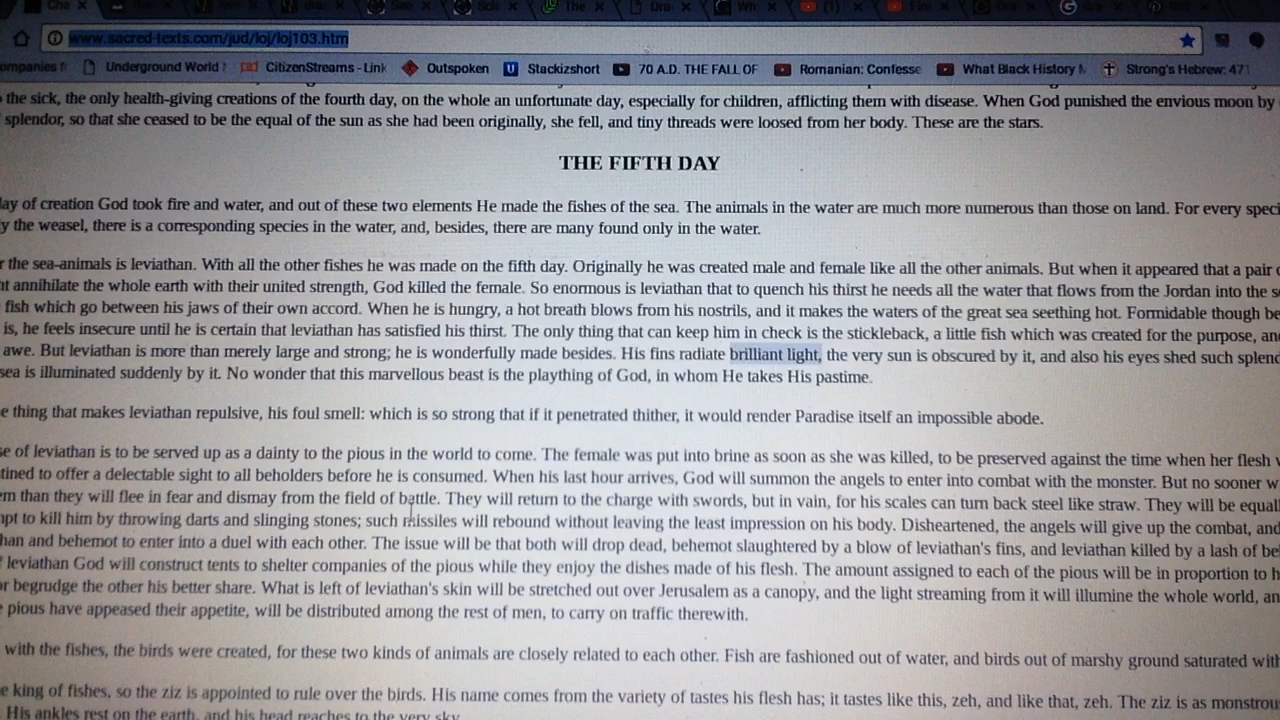 www.sacred-texts.com/jud/loj/loj103.htm
ompanies f Underground World CitizenStreams - Link Outspoken Stackizshort 70 A.D. THE FALL OF Romanian: Confesse What Black History M Strong's Hebrew: 471
the sick, the only health-giving creations of the fourth day, on the whole an unfortunate day, especially for children, afflicting them with disease. When God punished the envious moon by
splendor, so that she ceased to be the equal of the sun as she had been originally, she fell, and tiny threads were loosed from her body. These are the stars.
THE FIFTH DAY
day of creation God took fire and water, and out of these two elements He made the fishes of the sea. The animals in the water are much more numerous than those on land. For every speci
y the weasel, there is a corresponding species in the water, and, besides, there are many found only in the water.
r the sea-animals is leviathan. With all the other fishes he was made on the fifth day. Originally he was created male and female like all the other animals. But when it appeared that a pair
annihilate the whole earth with their united strength, God killed the female. So enormous is leviathan that to quench his thirst he needs all the water that flows from the Jordan into the se
fish which go between his jaws of their own accord. When he is hungry, a hot breath blows from his nostrils, and it makes the waters of the great sea seething hot. Formidable though be
is, he feels insecure until he is certain that leviathan has satisfied his thirst. The only thing that can keep him in check is the stickleback, a little fish which was created for the purpose, and
awe. But leviathan is more than merely large and strong; he is wonderfully made besides. His fins radiate brilliant light, the very sun is obscured by it, and also his eyes shed such splend
sea is illuminated suddenly by it. No wonder that this marvellous beast is the plaything of God, in whom He takes His pastime.
e thing that makes leviathan repulsive, his foul smell: which is so strong that if it penetrated thither, it would render Paradise itself an impossible abode.
se of leviathan is to be served up as a dainty to the pious in the world to come. The female was put into brine as soon as she was killed, to be preserved against the time when her flesh
tined to offer a delectable sight to all beholders before he is consumed. When his last hour arrives, God will summon the angels to enter into combat with the monster. But no sooner w
em than they will flee in fear and dismay from the field of battle. They will return to the charge with swords, but in vain, for his scales can turn back steel like straw. They will be equal
mpt to kill him by throwing darts and slinging stones; such missiles will rebound without leaving the least impression on his body. Disheartened, the angels will give up the combat, and
han and behemot to enter into a duel with each other. The issue will be that both will drop dead, behemot slaughtered by a blow of leviathan's fins, and leviathan killed by a lash of be
f leviathan God will construct tents to shelter companies of the pious while they enjoy the dishes made of his flesh. The amount assigned to each of the pious will be in proportion to h
or begrudge the other his better share. What is left of leviathan's skin will be stretched out over Jerusalem as a canopy, and the light streaming from it will illumine the whole world, an
pious have appeased their appetite, will be distributed among the rest of men, to carry on traffic therewith.
with the fishes, the birds were created, for these two kinds of animals are closely related to each other. Fish are fashioned out of water, and birds out of marshy ground saturated with
e king of fishes, so the ziz is appointed to rule over the birds. His name comes from the variety of tastes his flesh has; it tastes like this, zeh, and like that, zeh. The ziz is as monstrou
His ankles rest on the earth, and his head reaches to the very sky